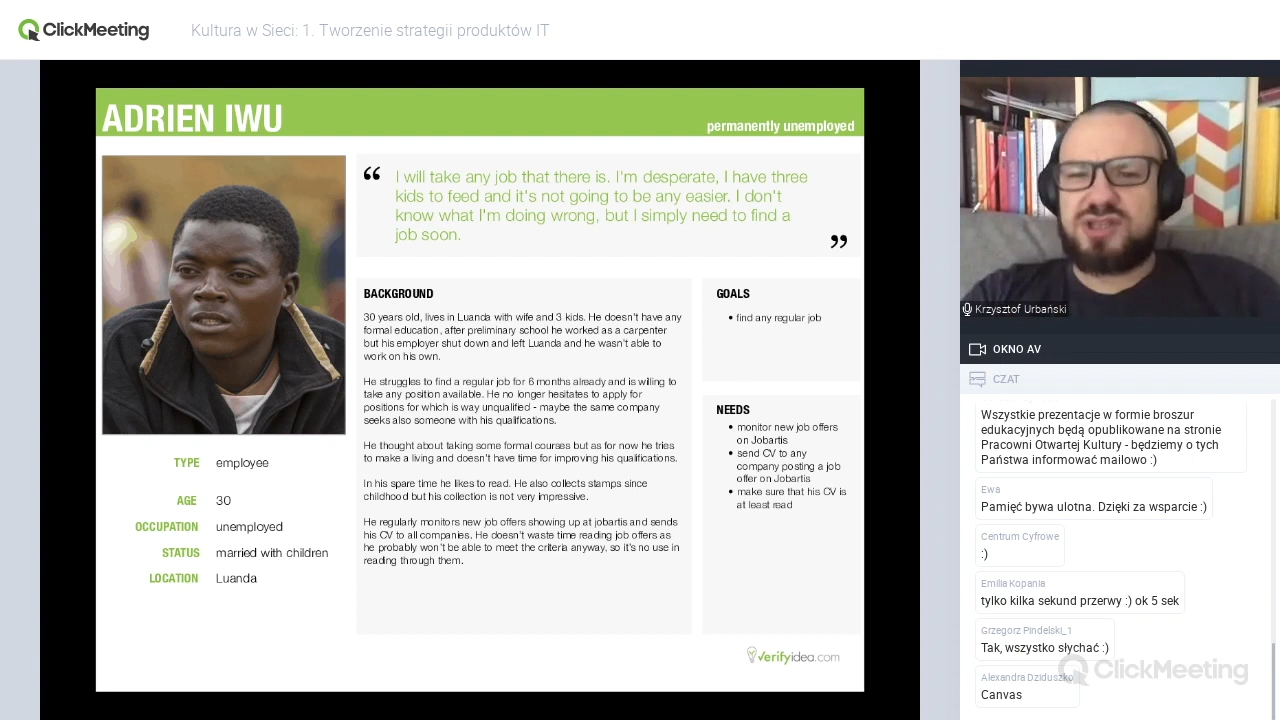 ClickMeeting
Kultura w Sieci: 1. Tworzenie strategii produktów IT
ADRIEN IWU
permanently unemployed
“
I will take any job that there is. I'm desperate, I have three
kids to feed and it's not going to be any easier. I don't
know what I'm doing wrong, but I simply need to find a
job soon.
”
TYPE employee
AGE 30
OCCUPATION unemployed
STATUS married with children
LOCATION Luanda
BACKGROUND
30 years old, lives in Luanda with wife and 3 kids. He doesn't have any
formal education, after preliminary school he worked as a carpenter
but his employer shut down and left Luanda and he wasn't able to
work on his own.
He struggles to find a regular job for 6 months already and is willing to
take any position available. He no longer hesitates to apply for
positions for which is way unqualified - maybe the same company
seeks also someone with his qualifications.
He thought about taking some formal courses but as for now he tries
to make a living and doesn't have time for improving his qualifications.
In his spare time he likes to read. He also collects stamps since
childhood but his collection is not very impressive.
He regularly monitors new job offers showing up at jobartis and sends
his CV to all companies. He doesn't waste time reading job offers as
he probably won't be able to meet the criteria anyway, so it's no use in
reading through them.
GOALS
• find any regular job
NEEDS
• monitor new job offers
on Jobartis
• send CV to any
company posting a job
offer on Jobartis
• make sure that his CV is
at least read
verifyidea.com
Krzysztof Urbański
OKNO AV
CZAT
Wszystkie prezentacje w formie broszur
edukacyjnych będą opublikowane na stronie
Pracowni Otwartej Kultury - będziemy o tych
Państwa informować mailowo :)
Ewa
Pamięć bywa ulotna. Dzięki za wsparcie :)
Centrum Cyfrowe
:)
Emilia Kopania
tylko kilka sekund przerwy :) ok 5 sek
Grzegorz Pindelski_1
Tak, wszystko słychać :)
Alexandra Dziduszko
Canvas
ClickMeeting